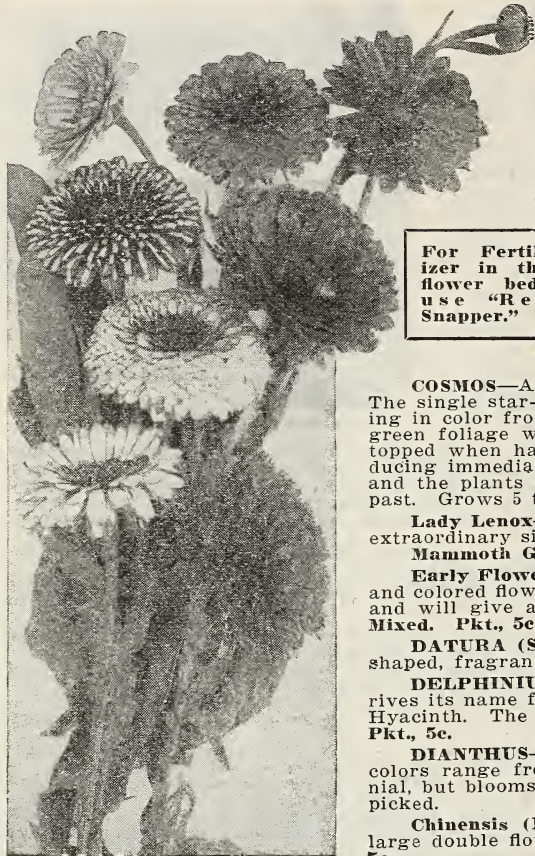 For Fertil
izer in th
flower bed
use "Re
Snapper."
COSMOS—A
The single star-
ing in color fro
green foliage w
topped when ha
ducing immedia
and the plants
past. Grows 5 t
Lady Lenox-
extraordinary si
Mammoth G
Early Flowe
and colored flow
and will give a
Mixed. Pkt., 5c
DATURA (S
shaped, fragran
DELPHINIU
rives its name f
Hyacinth. The
Pkt., 5c.
DIANTHUS-
colors range fro
nial, but blooms
picked.
Chinensis (I
large double flo